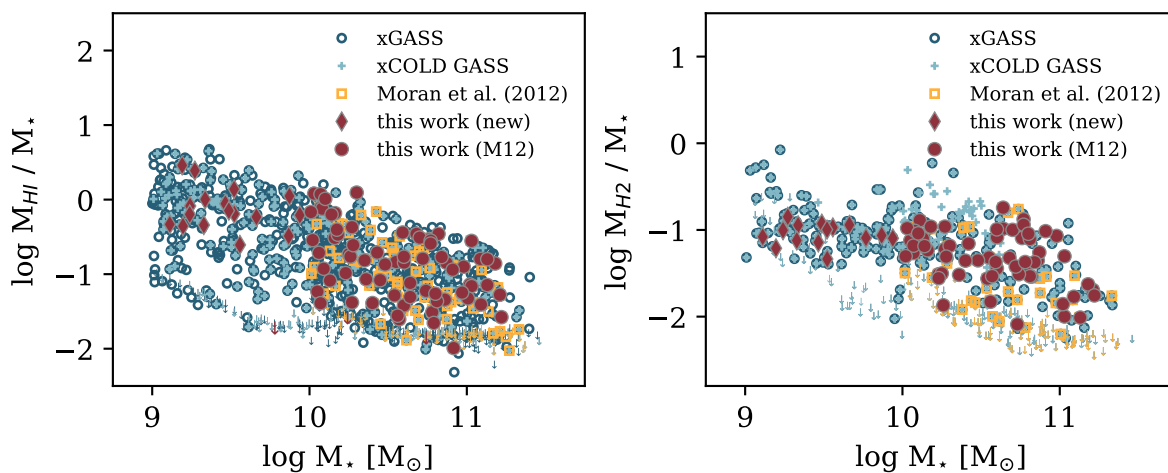 2
1
0
−1
−2
9
10
11
log M_HI / M⋆
log M⋆ [M⊙]
xGASS
xCOLD GASS
Moran et al. (2012)
this work (new)
this work (M12)
1
0
−1
−2
9
10
11
log M_H2 / M⋆
log M⋆ [M⊙]
xGASS
xCOLD GASS
Moran et al. (2012)
this work (new)
this work (M12)